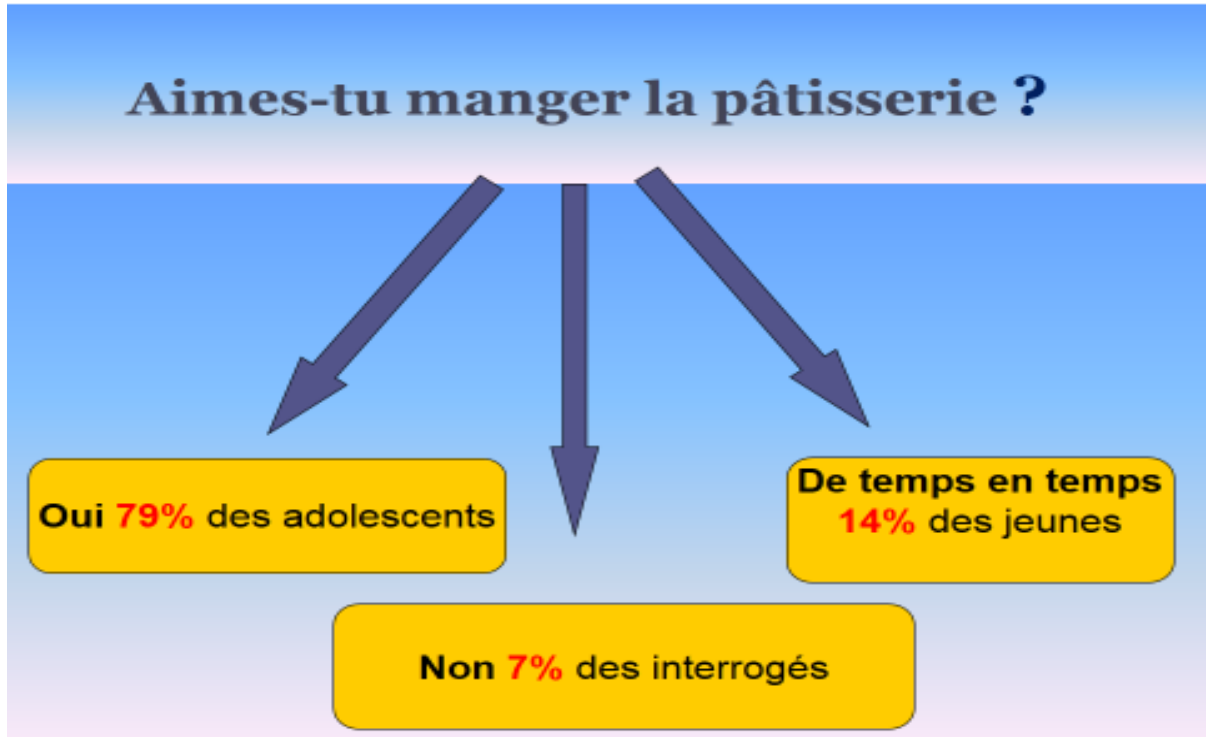 Aimes-tu manger la pâtisserie ?
Oui 79% des adolescents
De temps en temps
14% des jeunes
Non 7% des interrogés